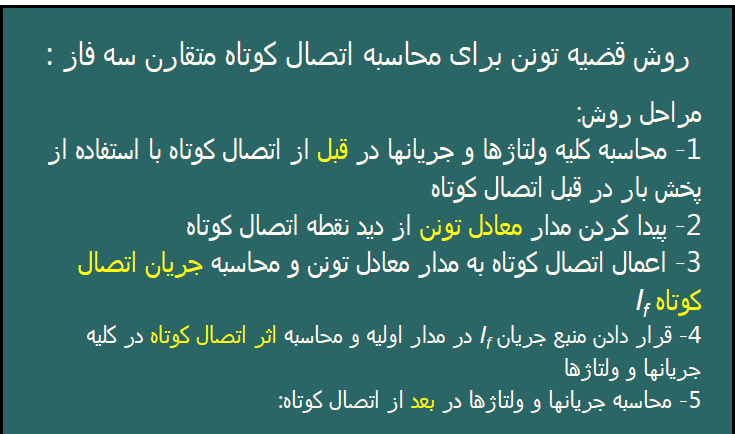 روش قضیه تونن برای محاسبه اتصال کوتاه متقارن سه فاز :
مراحل روش:
1- محاسبه کلیه ولتاژها و جریانها در قبل از اتصال کوتاه با استفاده از
پخش بار در قبل اتصال کوتاه
2- پیدا کردن مدار معادل تونن از دید نقطه اتصال کوتاه
3- اعمال اتصال کوتاه به مدار معادل تونن و محاسبه جریان اتصال
کوتاه If
4- قرار دادن منبع جریان If در مدار اولیه و محاسبه اثر اتصال کوتاه در کلیه
جریانها و ولتاژها
5- محاسبه جریانها و ولتاژها در بعد از اتصال کوتاه: